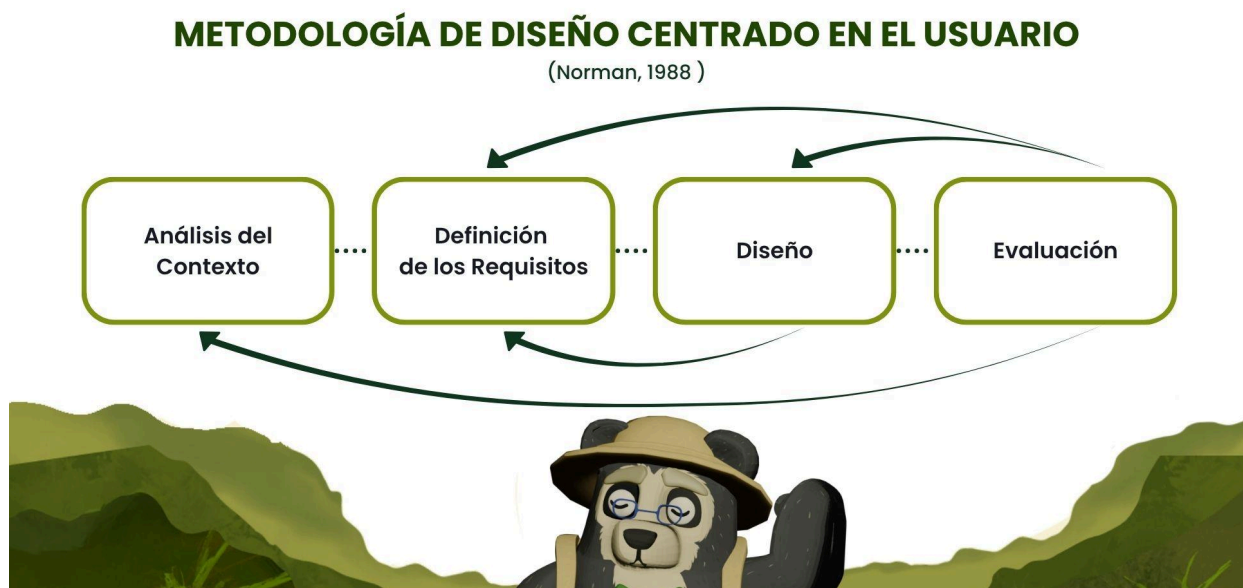 METODOLOGÍA DE DISEÑO CENTRADO EN EL USUARIO
(Norman, 1988 )
Análisis del
Contexto
Definición
de los Requisitos
Diseño
Evaluación